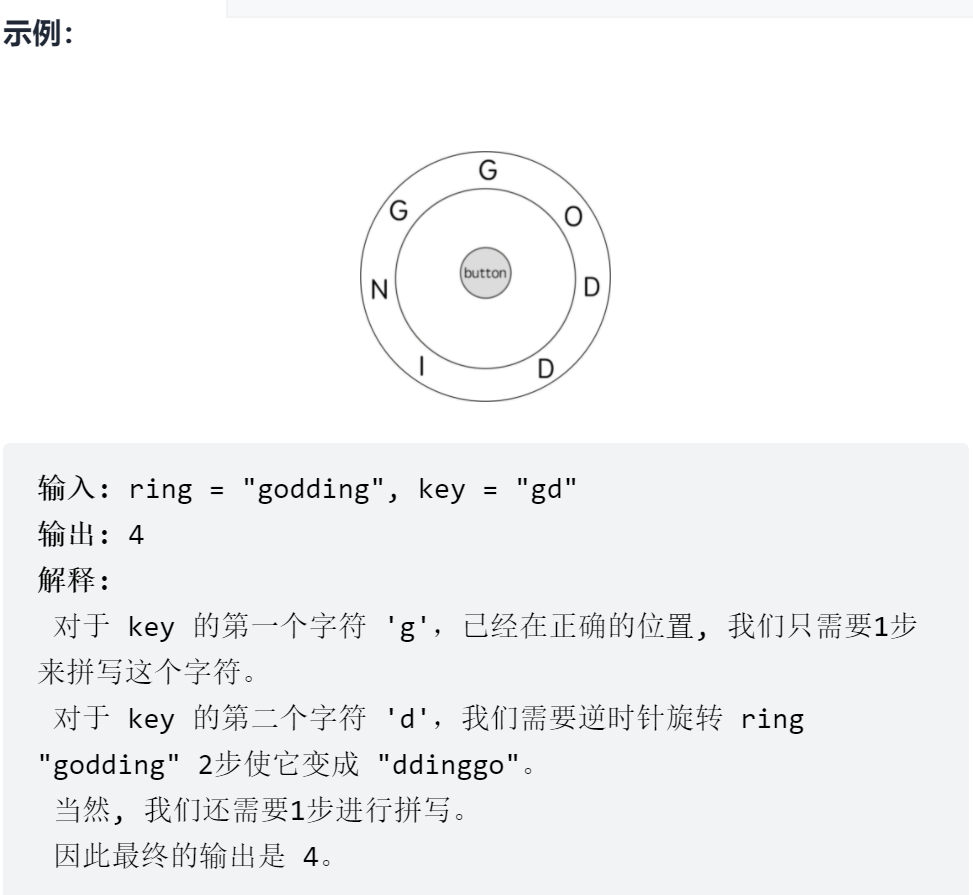 示例：
G
G
O
button
N
D
I
D
输入: ring = "godding", key = "gd"
输出: 4
解释:
对于 key 的第一个字符 'g'，已经在正确的位置, 我们只需要1步
来拼写这个字符。
对于 key 的第二个字符 'd'，我们需要逆时针旋转 ring
"godding" 2步使它变成 "ddinggo"。
当然, 我们还需要1步进行拼写。
因此最终的输出是 4。